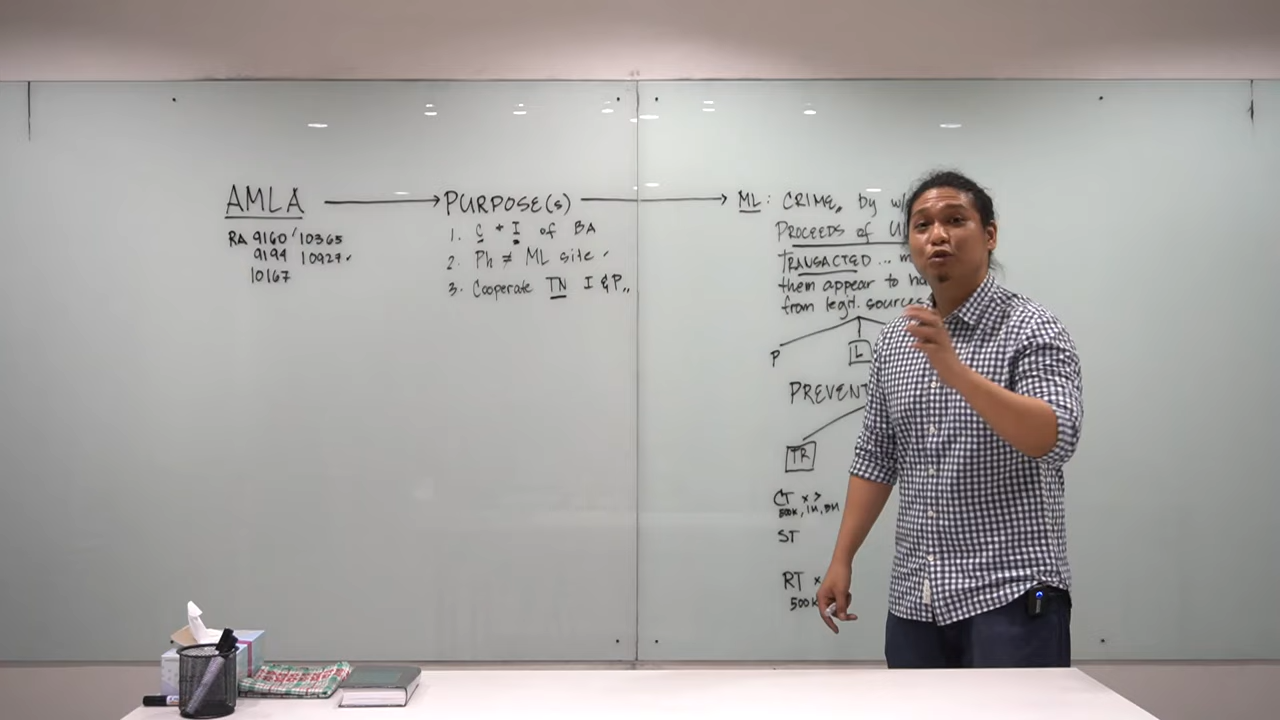 AMLA
RA 9160 / 10365
9194 10927
10167
PURPOSE(s)
1. C + I of BA
2. Ph ≠ ML site
3. Cooperate TN I & P
ML: CRIME, by
PROCEEDS of
TRANSACTED ...
them appear to
from legit. sources
P
L
PREVENT
TR
CT x >
500K, 1M, 5M
ST
RT x
500K